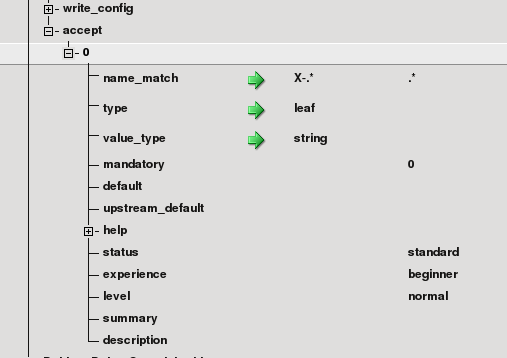 write_config
accept
0
name_match X-.* .*
type leaf
value_type string
mandatory 0
default
upstream_default
help
status standard
experience beginner
level normal
summary
description